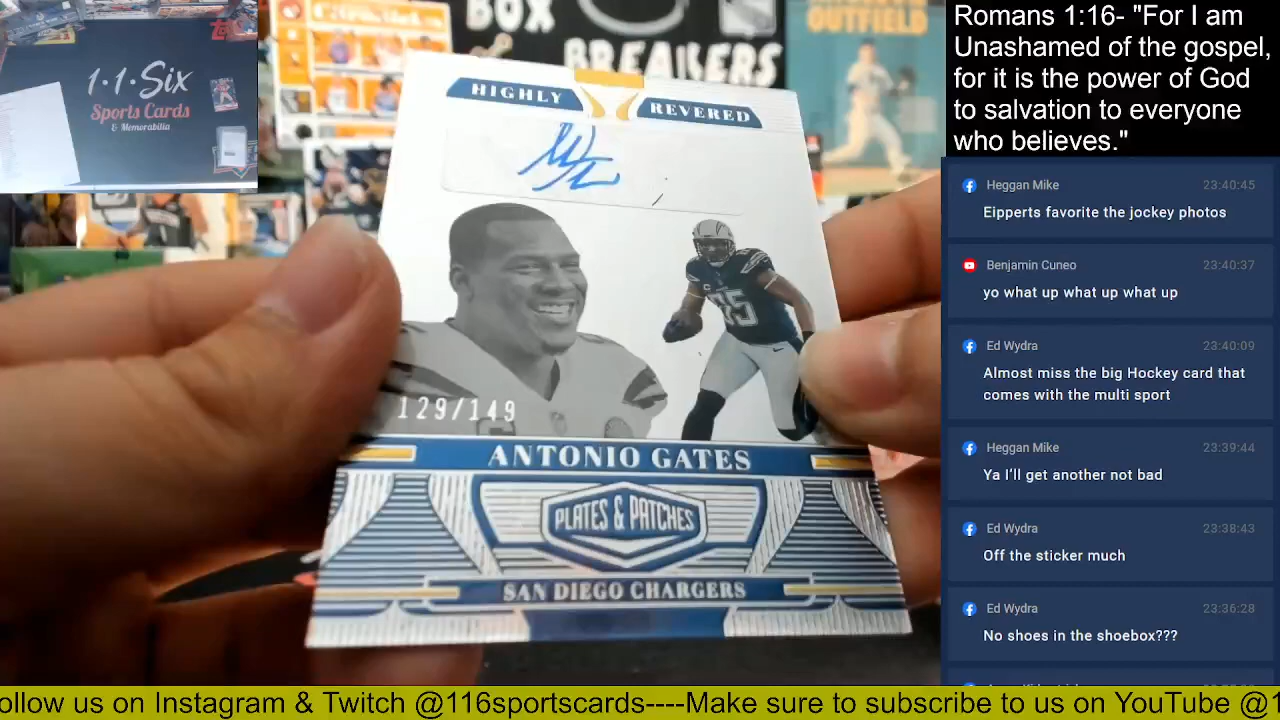 1·1·Six
Sports Cards
& Memorabilia
BOX
BREAKERS
OUTFIELD
HIGHLY
REVERED
129/149
ANTONIO GATES
PLATES & PATCHES
SAN DIEGO CHARGERS
Romans 1:16- "For I am
Unashamed of the gospel,
for it is the power of God
to salvation to everyone
who believes."
Heggan Mike 23:40:45
Eipperts favorite the jockey photos
Benjamin Cuneo 23:40:37
yo what up what up what up
Ed Wydra 23:40:09
Almost miss the big Hockey card that
comes with the multi sport
Heggan Mike 23:39:44
Ya I'll get another not bad
Ed Wydra 23:38:43
Off the sticker much
Ed Wydra 23:36:28
No shoes in the shoebox???
ollow us on Instagram & Twitch @116sportscards----Make sure to subscribe to us on YouTube @1